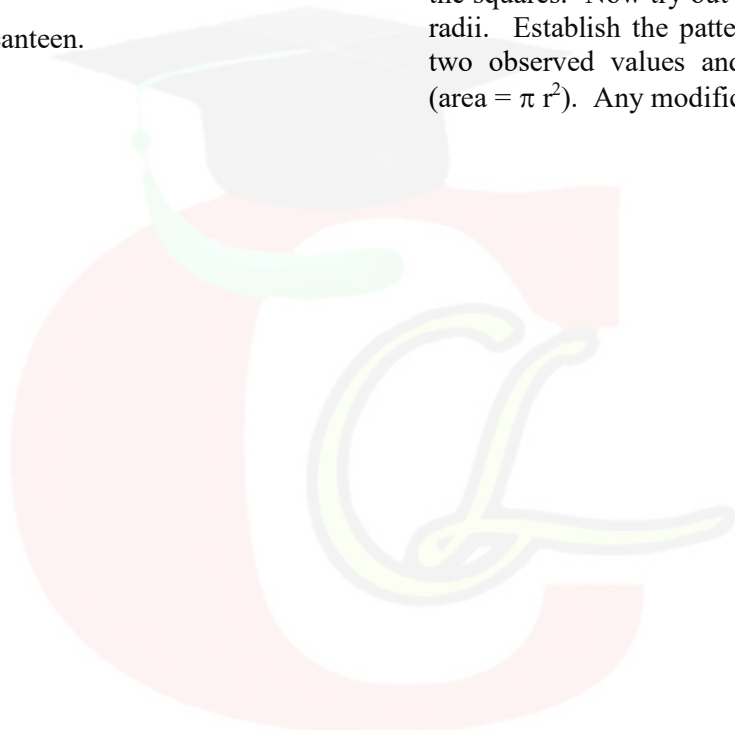 anteen.
the squares. Now try out
radii. Establish the patte
two observed values and
(area = π r²). Any modific